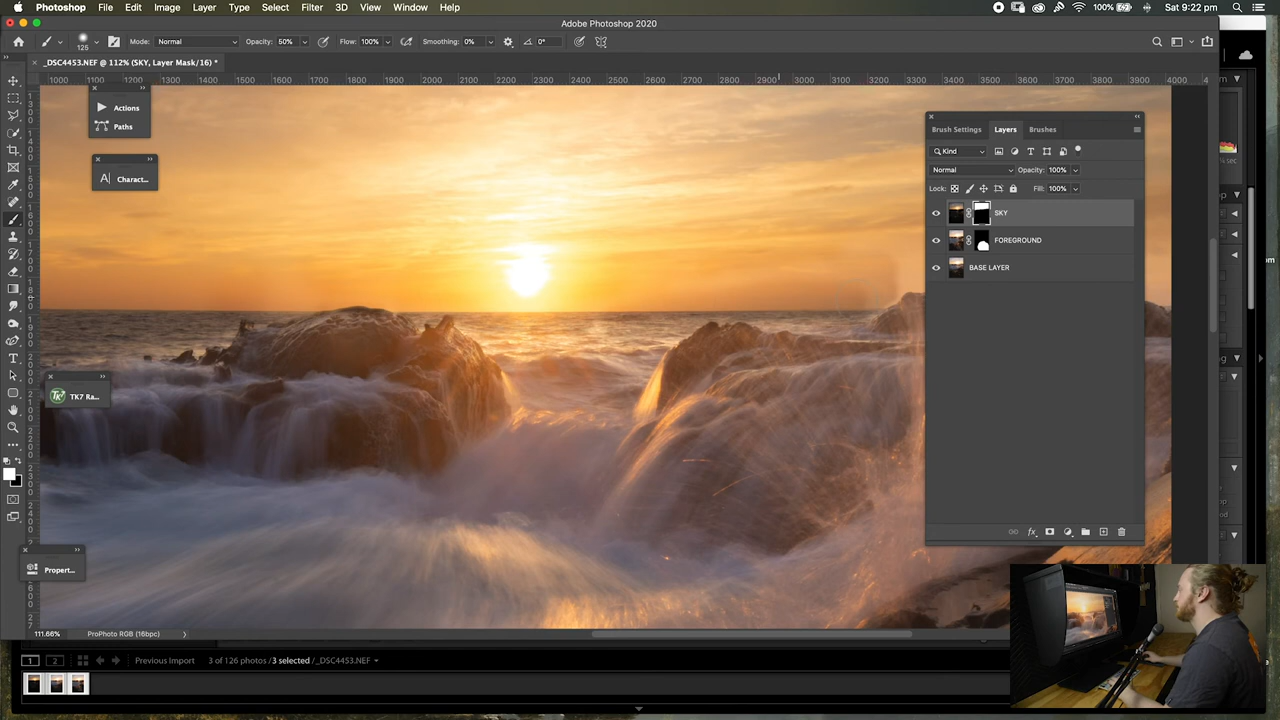 Photoshop File Edit Image Layer Type Select Filter 3D View Window Help
100% Sat 9:22 pm
Adobe Photoshop 2020
125 Mode: Normal Opacity: 50% Flow: 100% Smoothing: 0% 0°
_DSC4453.NEF @ 112% (SKY, Layer Mask/16) *
1000 1100 1200 1300 1400 1500 1600 1700 1800 1900 2000 2100 2200 2300 2400 2500 2600 2700 2800 2900 3000 3100 3200 3300 3400 3500 3600 3700 3800 3900 4000
Actions
Paths
A| Charact...
Brush Settings Layers Brushes
Kind
Normal Opacity: 100%
Lock: Fill: 100%
SKY
FOREGROUND
BASE LAYER
TK TK7 Ra...
Propert...
fx
111.66% ProPhoto RGB (16bpc)
1 2 Previous Import 3 of 126 photos /3 selected /_DSC4453.NEF